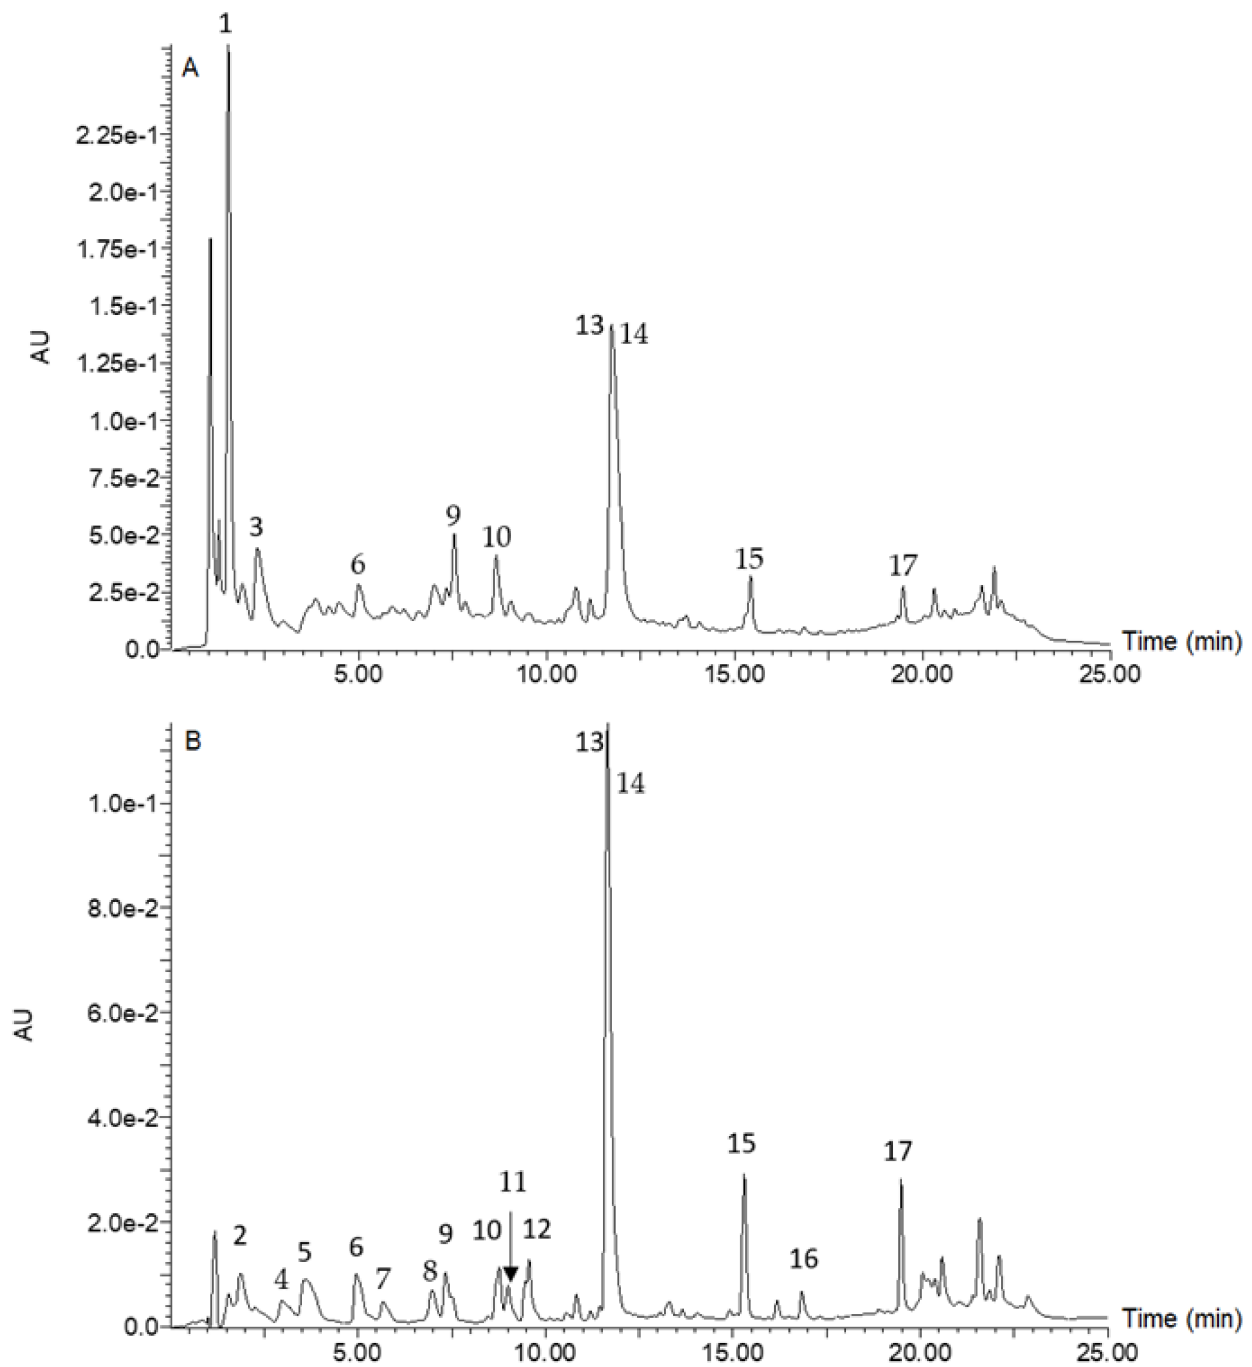 1
A
2.25e-1
2.0e-1
1.75e-1
1.5e-1
1.25e-1
1.0e-1
7.5e-2
5.0e-2
2.5e-2
0.0
AU
13 14
3
6
9
10
15
17
5.00 10.00 15.00 20.00 25.00
Time (min)
B
13
14
1.0e-1
8.0e-2
6.0e-2
4.0e-2
2.0e-2
0.0
AU
15
17
11
2
4
5
6
7
8
9
10
12
16
5.00 10.00 15.00 20.00 25.00
Time (min)